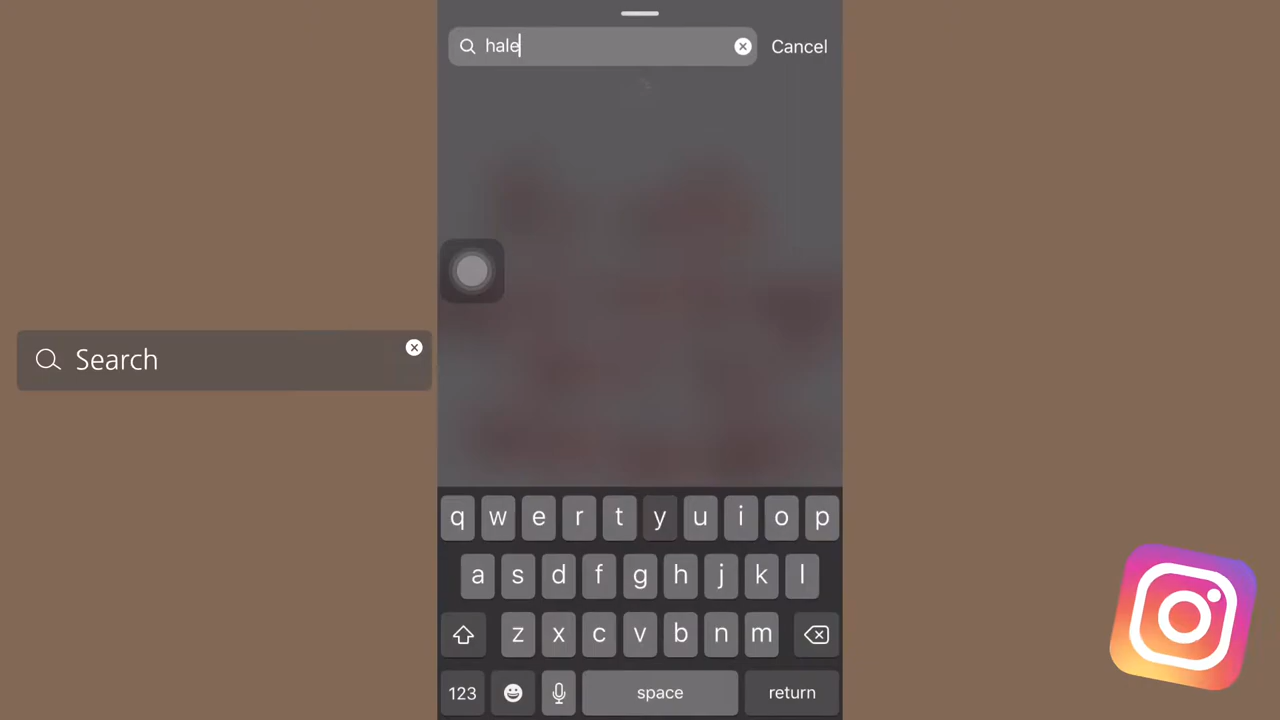 hale
Cancel
Search
q w e r t y u i o p
a s d f g h j k l
z x c v b n m
123 space return